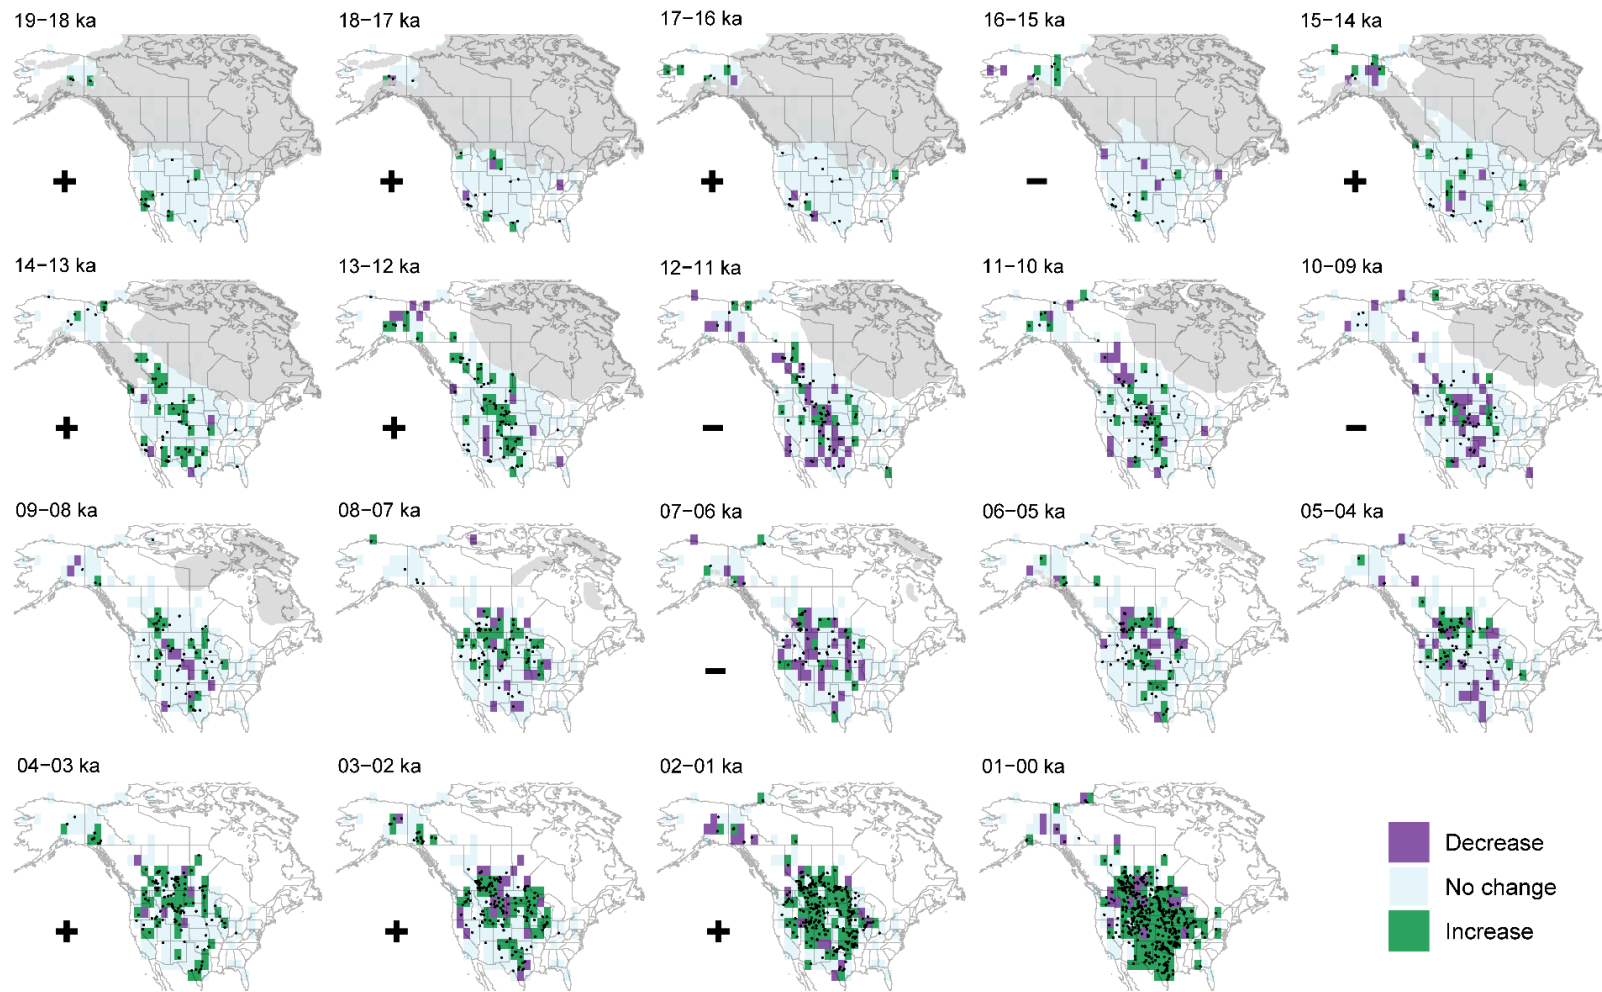 19−18 ka
18−17 ka
17−16 ka
16−15 ka
15−14 ka
+
+
+
−
+
14−13 ka
13−12 ka
12−11 ka
11−10 ka
10−09 ka
+
+
−
−
09−08 ka
08−07 ka
07−06 ka
06−05 ka
05−04 ka
−
04−03 ka
03−02 ka
02−01 ka
01−00 ka
+
+
+
Decrease
No change
Increase